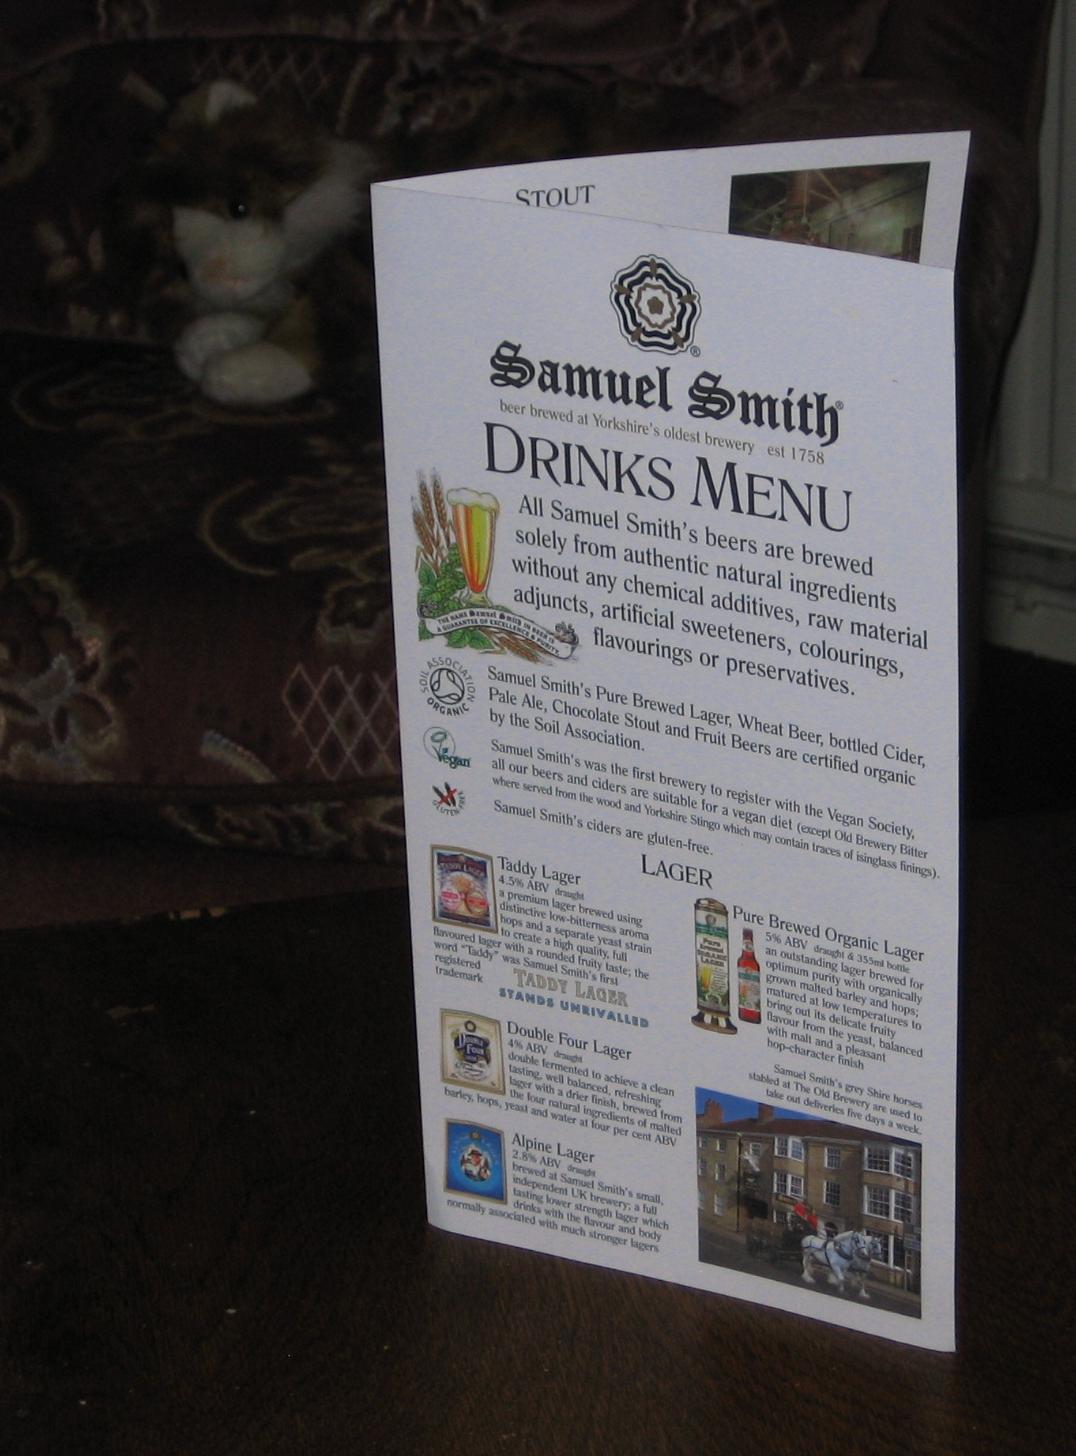 STOUT
Samuel Smith®
beer brewed at Yorkshire's oldest brewery est 1758
DRINKS MENU
All Samuel Smith's beers are brewed
solely from authentic natural ingredients
without any chemical additives, raw material
adjuncts, artificial sweeteners, colourings,
flavourings or preservatives.
THE NAME Samuel Smith IN BEER IS
A GUARANTEE OF EXCELLENCE & PURITY
SOIL ASSOCIATION
ORGANIC
Samuel Smith's Pure Brewed Lager, Wheat Beer, bottled Cider,
Pale Ale, Chocolate Stout and Fruit Beers are certified organic
by the Soil Association.
Vegan
Samuel Smith's was the first brewery to register with the Vegan Society,
all our beers and ciders are suitable for a vegan diet (except Old Brewery Bitter
where served from the wood and Yorkshire Stingo which may contain traces of isinglass finings).
GLUTEN FREE
Samuel Smith's ciders are gluten-free.
LAGER
TADDY LAGER
Taddy Lager
4.5% ABV draught
a premium lager brewed using
distinctive low-bitterness aroma
hops and a separate yeast strain
to create a high quality, full
flavoured lager with a rounded fruity taste; the
word "Taddy" was Samuel Smith's first
registered
trademark
TADDY LAGER
STANDS UNRIVALLED
Double Four Lager
4% ABV draught
double fermented to achieve a clean
tasting, well balanced, refreshing
lager with a drier finish, brewed from
the four natural ingredients of malted
barley, hops, yeast and water at four per cent ABV
Alpine Lager
2.8% ABV draught
brewed at Samuel Smith's small,
independent UK brewery; a full
tasting lower strength lager which
drinks with the flavour and body
normally associated with much stronger lagers
Pure Brewed Organic Lager
5% ABV draught & 355ml bottle
an outstanding lager brewed for
optimum purity with organically
grown malted barley and hops;
matured at low temperatures to
bring out its delicate fruity
flavour from the yeast, balanced
with malt and a pleasant
hop-character finish
Samuel Smith's grey Shire horses
stabled at The Old Brewery are used to
take out deliveries five days a week.